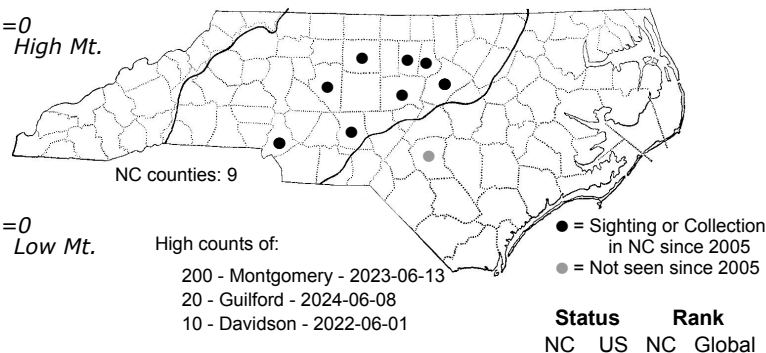 =0
High Mt.
NC counties: 9
=0
Low Mt.
High counts of:
200 - Montgomery - 2023-06-13
20 - Guilford - 2024-06-08
10 - Davidson - 2022-06-01
= Sighting or Collection
in NC since 2005
= Not seen since 2005
Status Rank
NC US NC Global